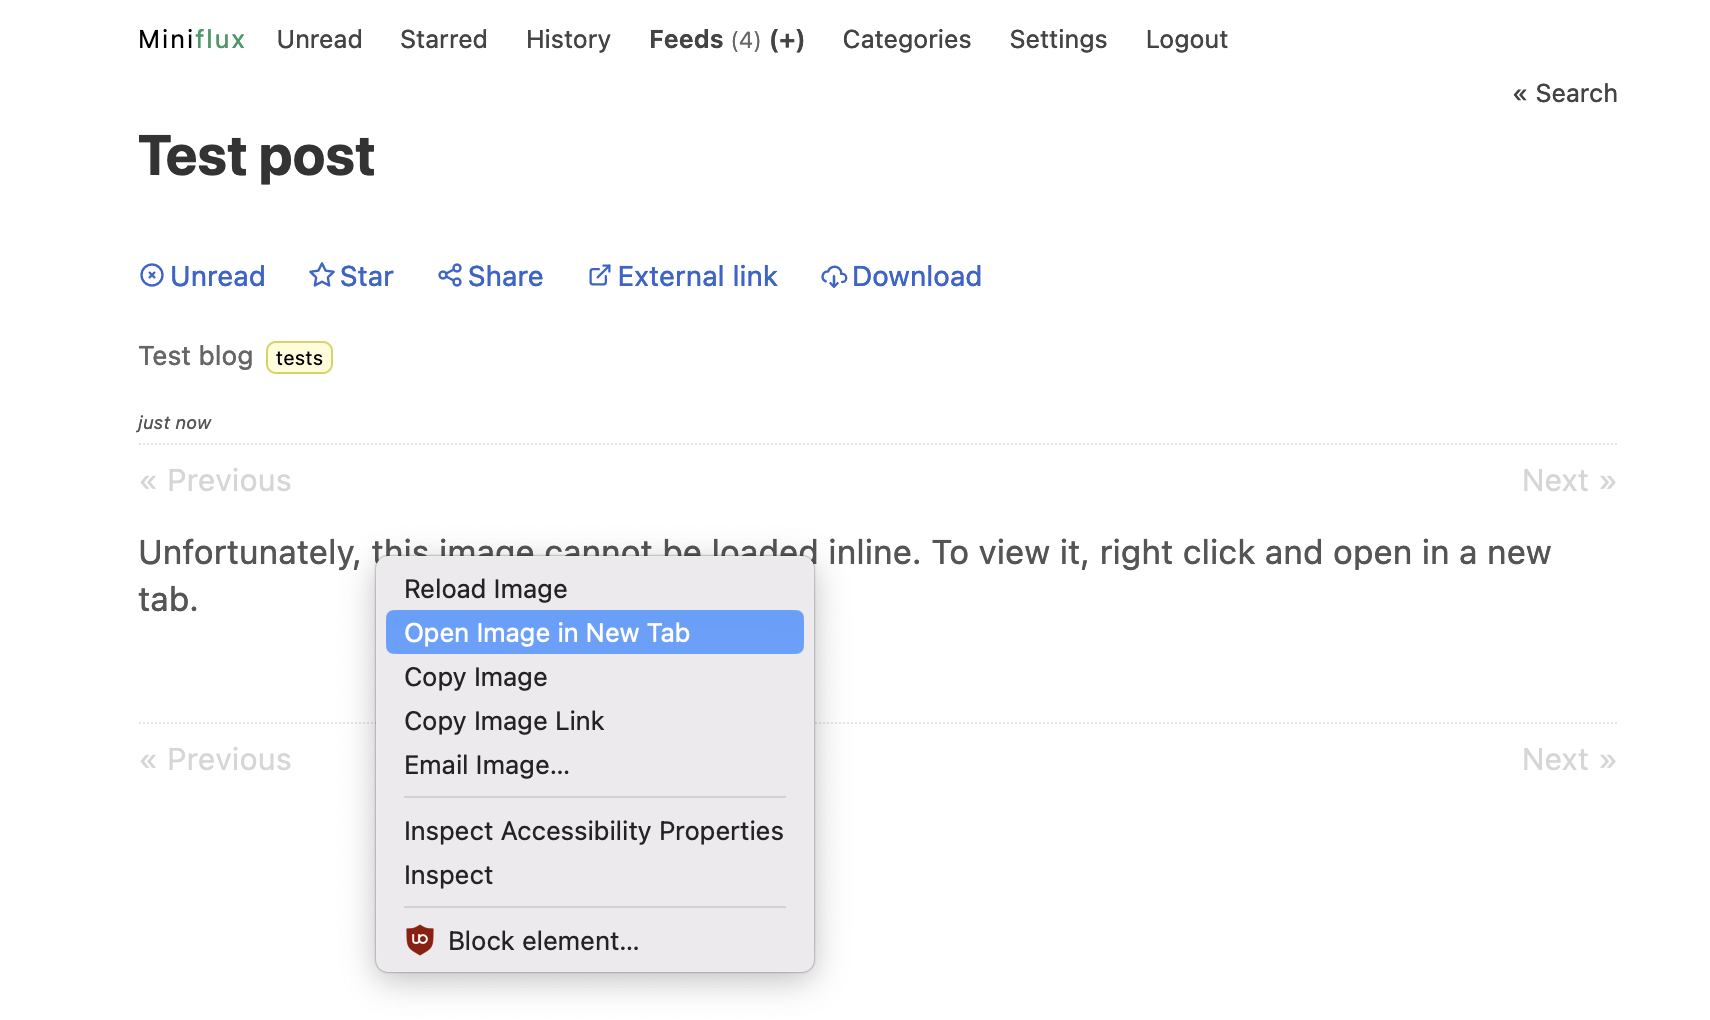 Miniflux Unread Starred History Feeds (4) (+) Categories Settings Logout
« Search
Test post
Unread Star Share External link Download
Test blog tests
just now
« Previous Next »
Unfortunately, this image cannot be loaded inline. To view it, right click and open in a new
tab.
Reload Image
Open Image in New Tab
Copy Image
Copy Image Link
Email Image...
Inspect Accessibility Properties
Inspect
Block element...
« Previous Next »